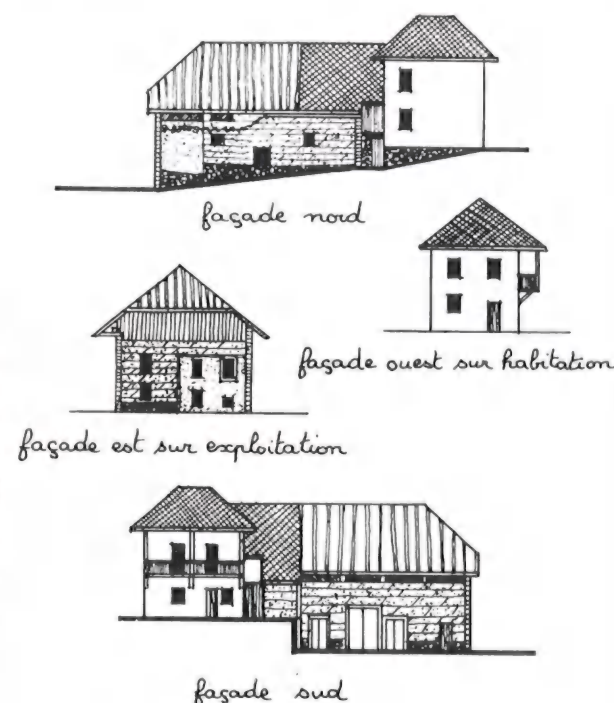 façade nord
façade ouest sur habitation
façade est sur exploitation
façade sud